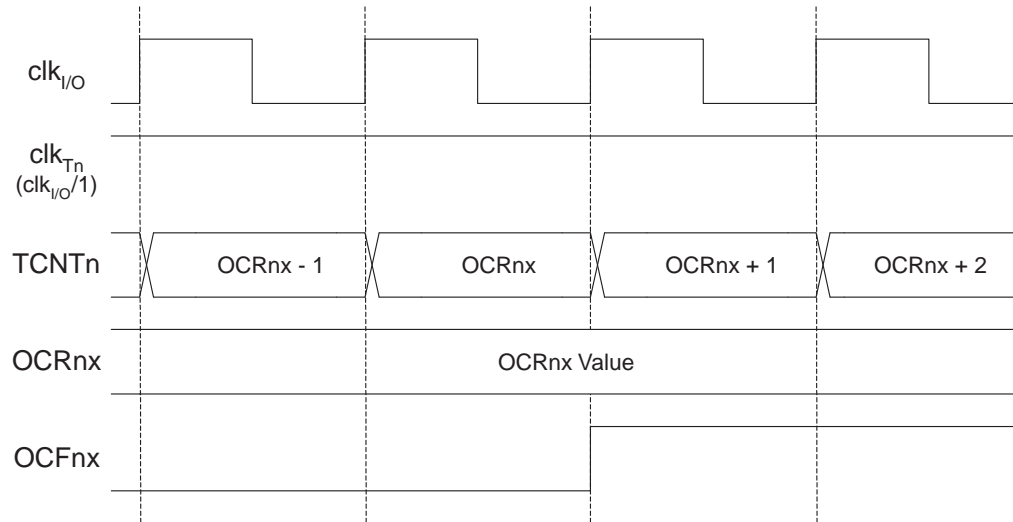 clkI/O
clkTn
(clkI/O/1)
TCNTn OCRnx - 1 OCRnx OCRnx + 1 OCRnx + 2
OCRnx OCRnx Value
OCFnx